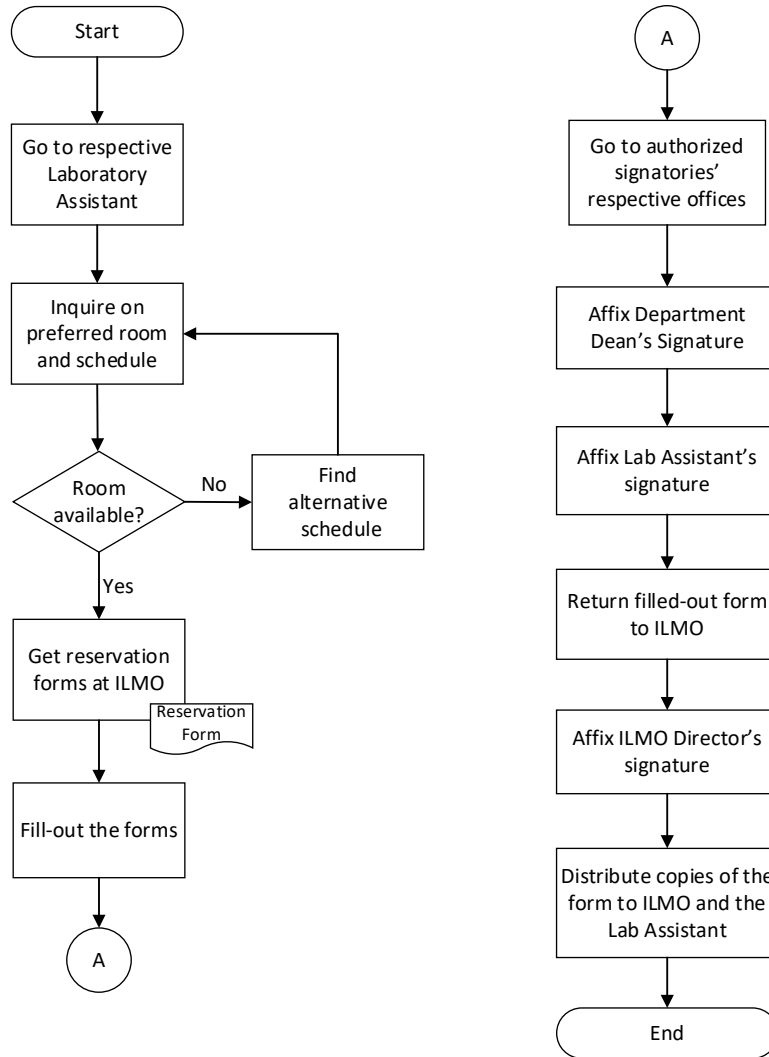 Start
Go to respective
Laboratory
Assistant
Inquire on
preferred room
and schedule
Room
available?
No
Find
alternative
schedule
Yes
Get reservation
forms at ILMO
Reservation
Form
Fill-out the forms
A
A
Go to authorized
signatories’
respective offices
Affix Department
Dean’s Signature
Affix Lab Assistant’s
signature
Return filled-out form
to ILMO
Affix ILMO Director’s
signature
Distribute copies of the
form to ILMO and the
Lab Assistant
End